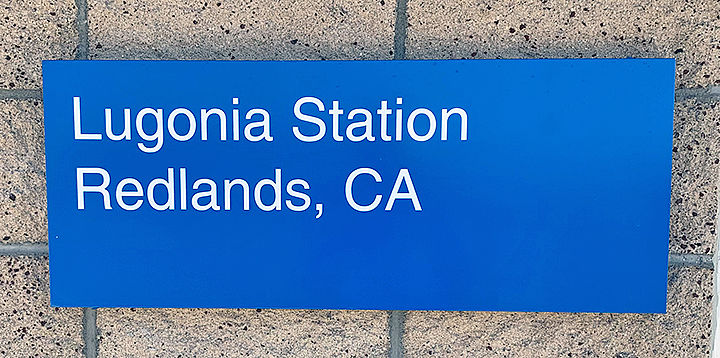 Lugonia Station
Redlands, CA